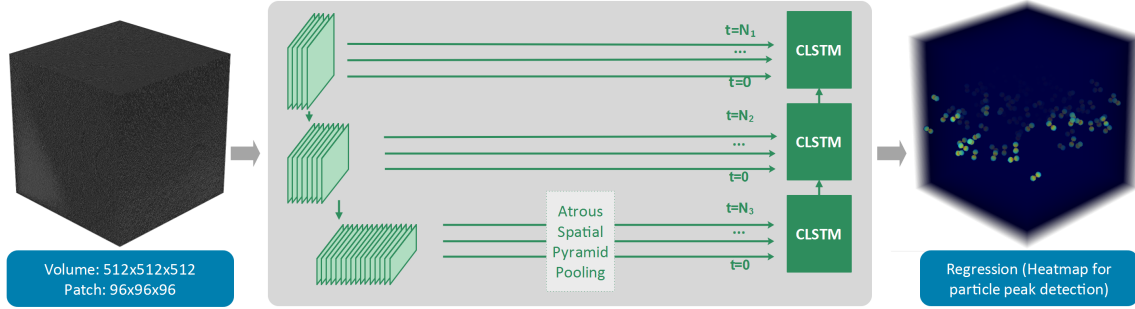 t=N₁
...
t=0
CLSTM
t=N₂
...
t=0
CLSTM
t=N₃
...
t=0
Atrous
Spatial
Pyramid
Pooling
CLSTM
Volume: 512x512x512
Patch: 96x96x96
Regression (Heatmap for
particle peak detection)